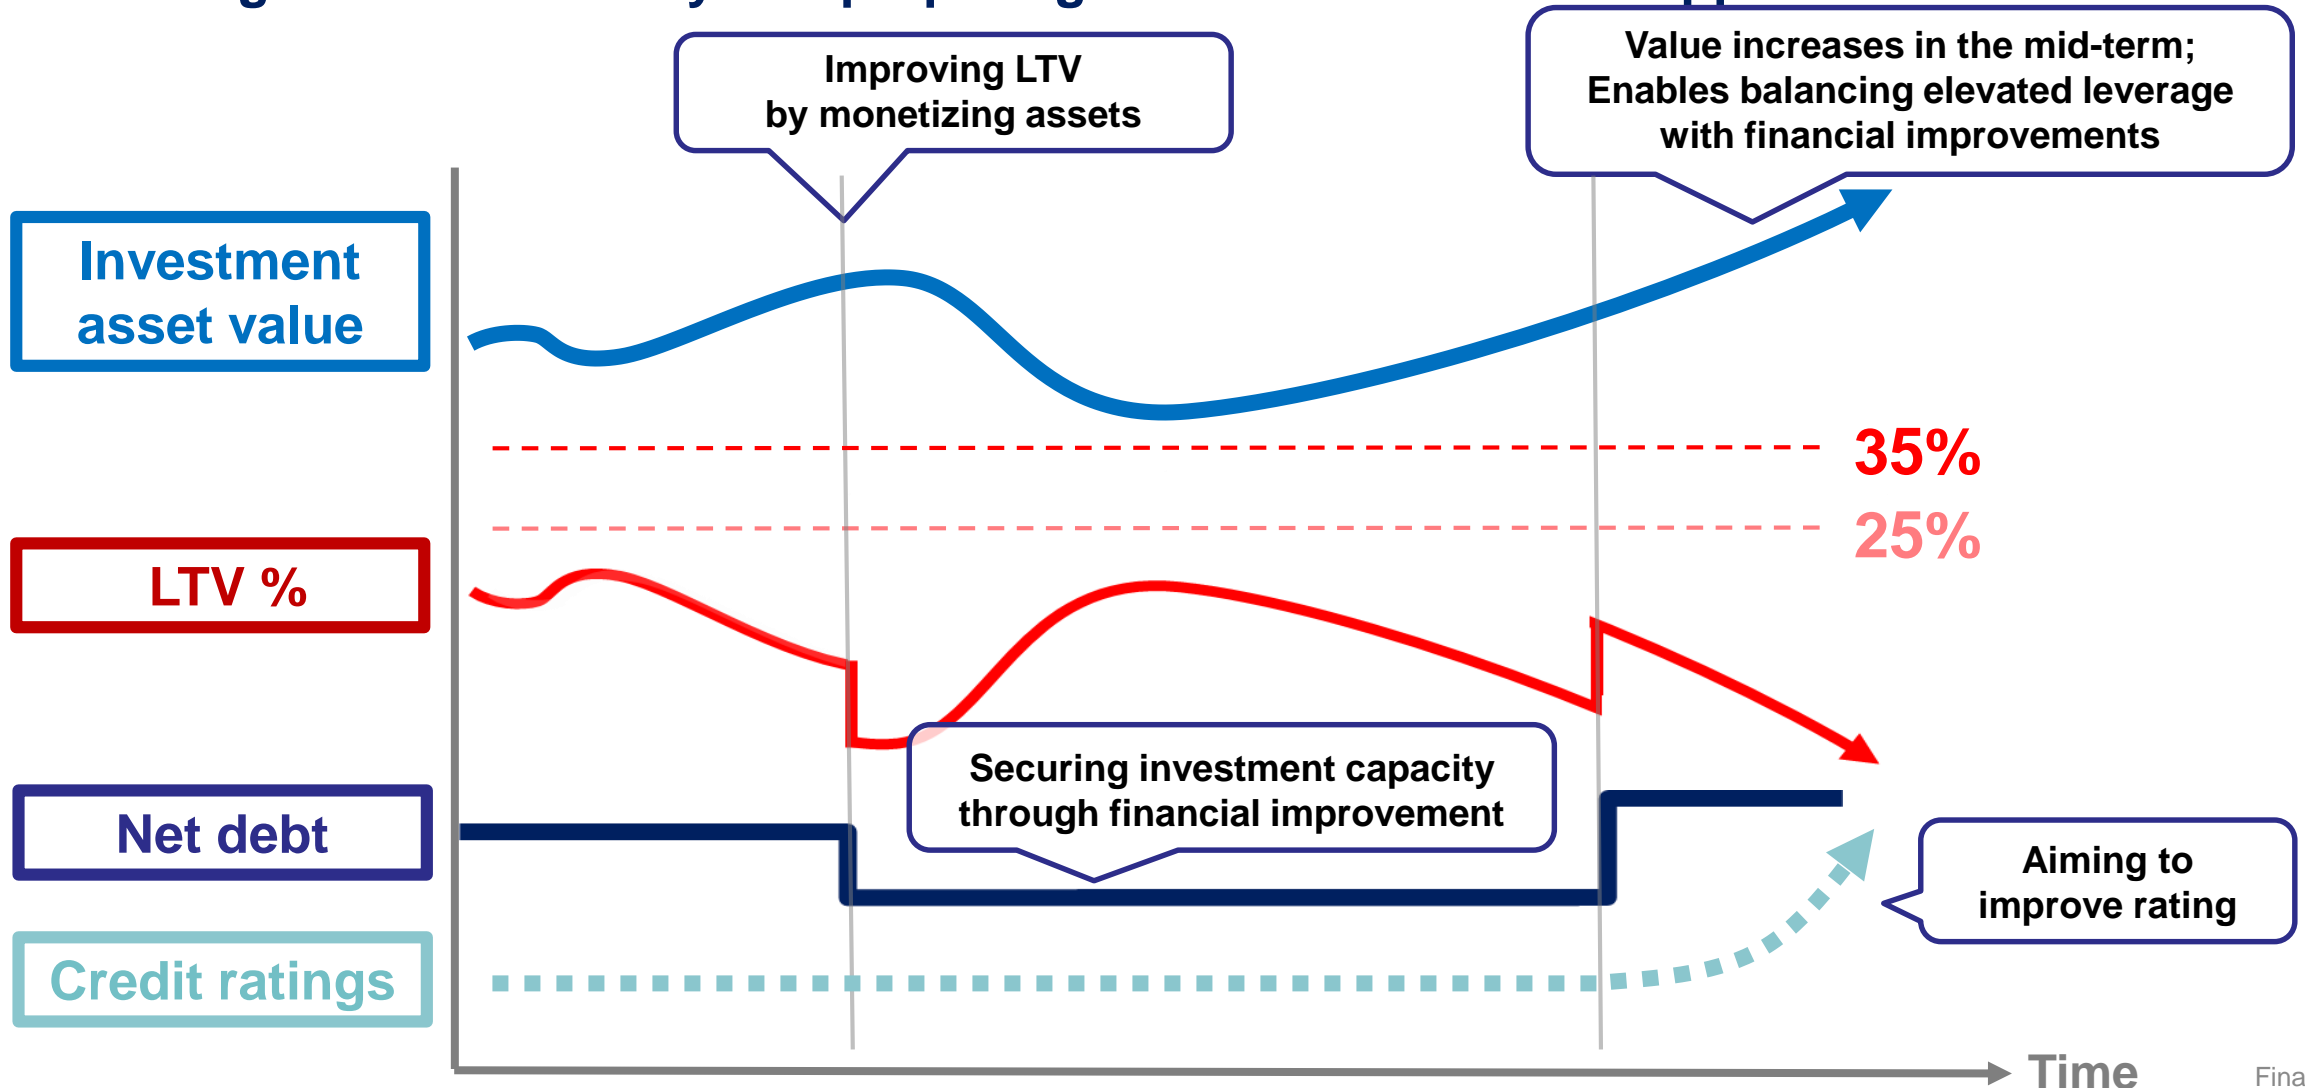 Improving LTV
by monetizing assets
Value increases in the mid-term;
Enables balancing elevated leverage
with financial improvements
Investment
asset value
35%
25%
LTV %
Securing investment capacity
through financial improvement
Net debt
Aiming to
improve rating
Credit ratings
Time
Fina